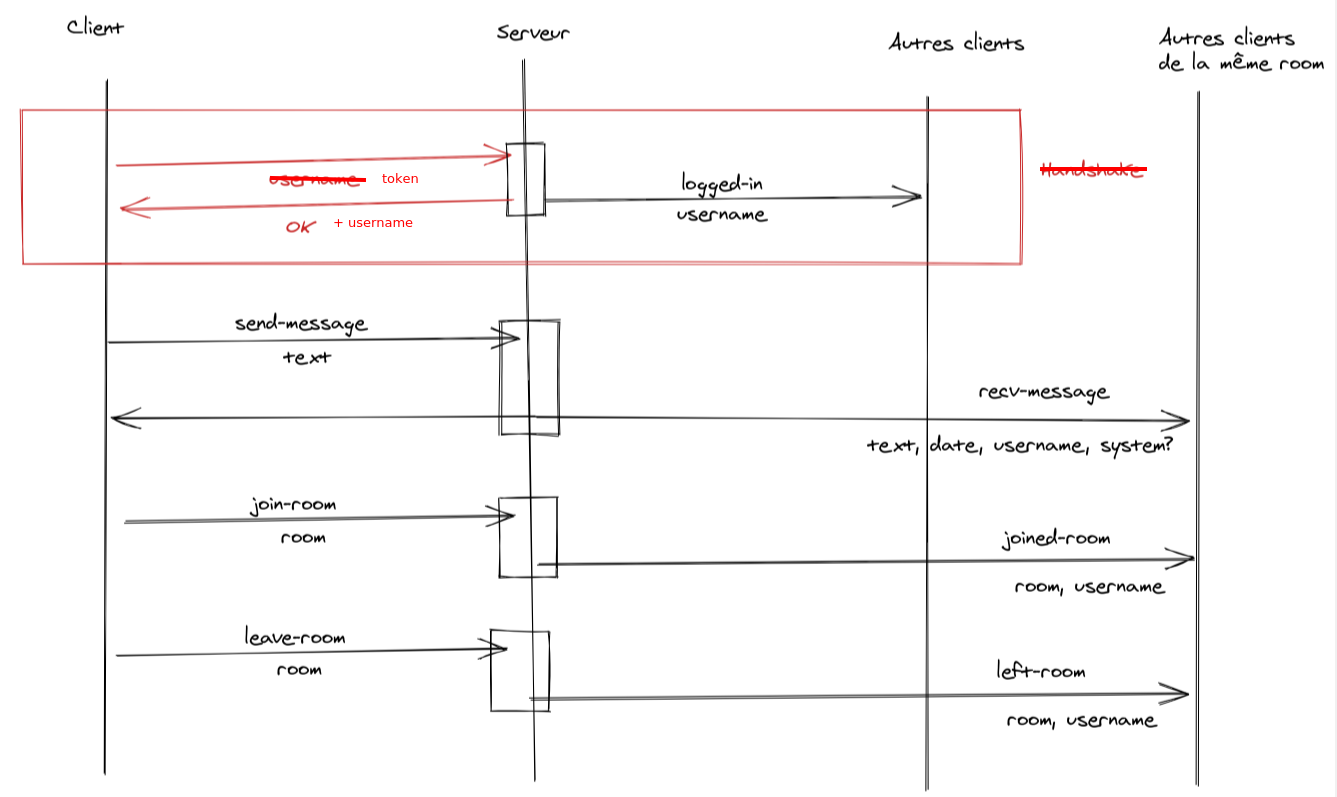 Client
Serveur
Autres clients
Autres clients
de la même room
Handshake
username token
logged-in
username
OK + username
send-message
text
recv-message
text, date, username, system?
join-room
room
joined-room
room, username
leave-room
room
left-room
room, username